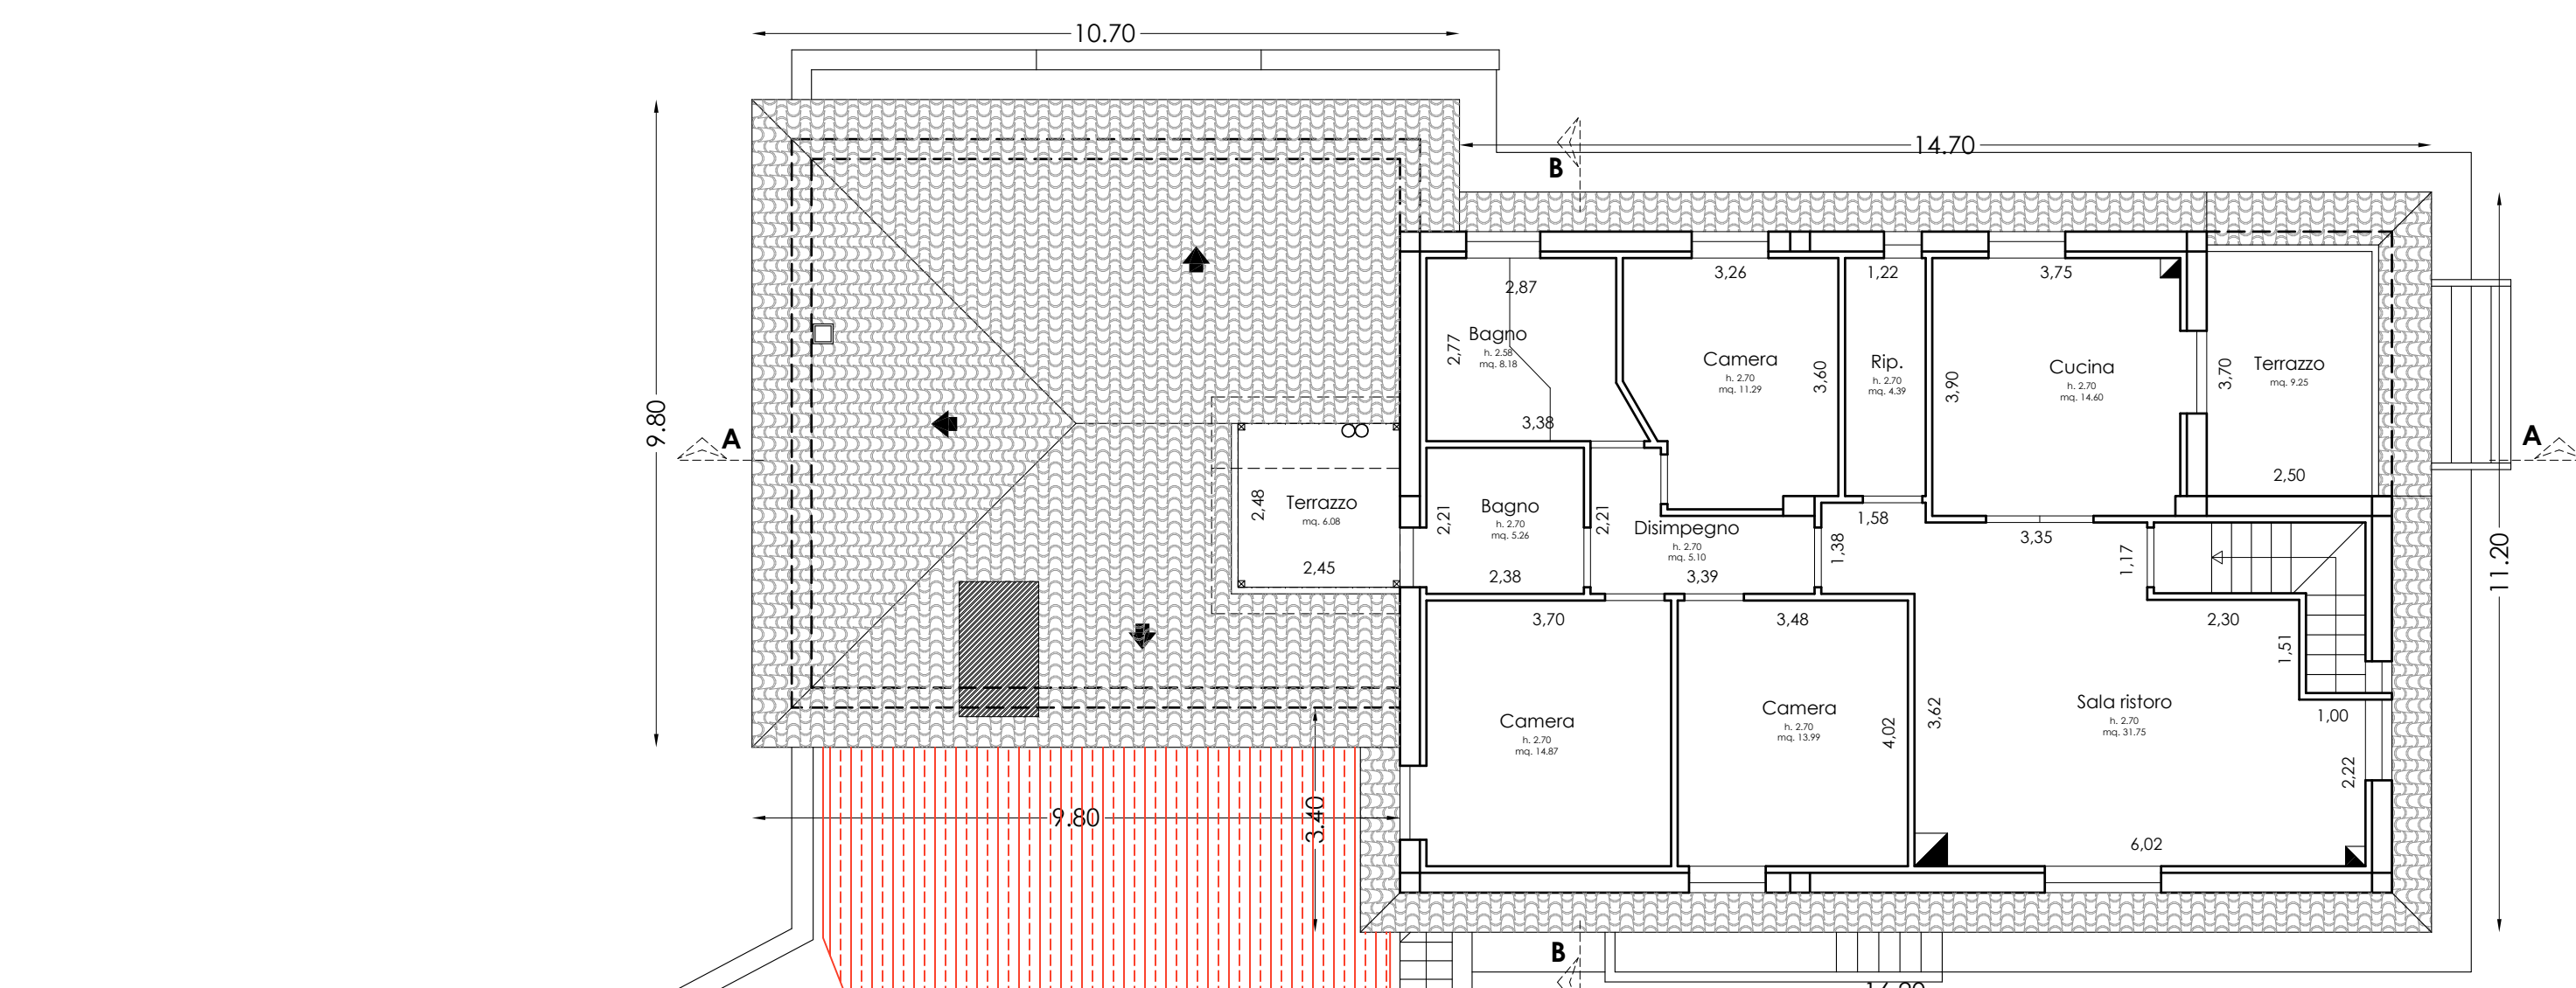 10.70
14.70
B
9.80
A
A
11.20
2,87
2,77
Bagno
h. 2.58
mq. 8.18
3,38
3,26
Camera
h. 2.70
mq. 11.29
3,60
1,22
Rip.
h. 2.70
mq. 4.39
3,75
3,90
Cucina
h. 2.70
mq. 14.60
3,70
Terrazzo
mq. 9.25
2,50
2,48
Terrazzo
mq. 6.08
2,45
2,21
Bagno
h. 2.70
mq. 5.26
2,38
2,21
Disimpegno
h. 2.70
mq. 5.10
3,39
1,38
1,58
3,35
1,17
2,30
1,51
3,70
Camera
h. 2.70
mq. 14.87
3,48
Camera
h. 2.70
mq. 13.99
4,02
3,62
Sala ristoro
h. 2.70
mq. 31.75
1,00
2,22
6,02
9.80
3.40
B